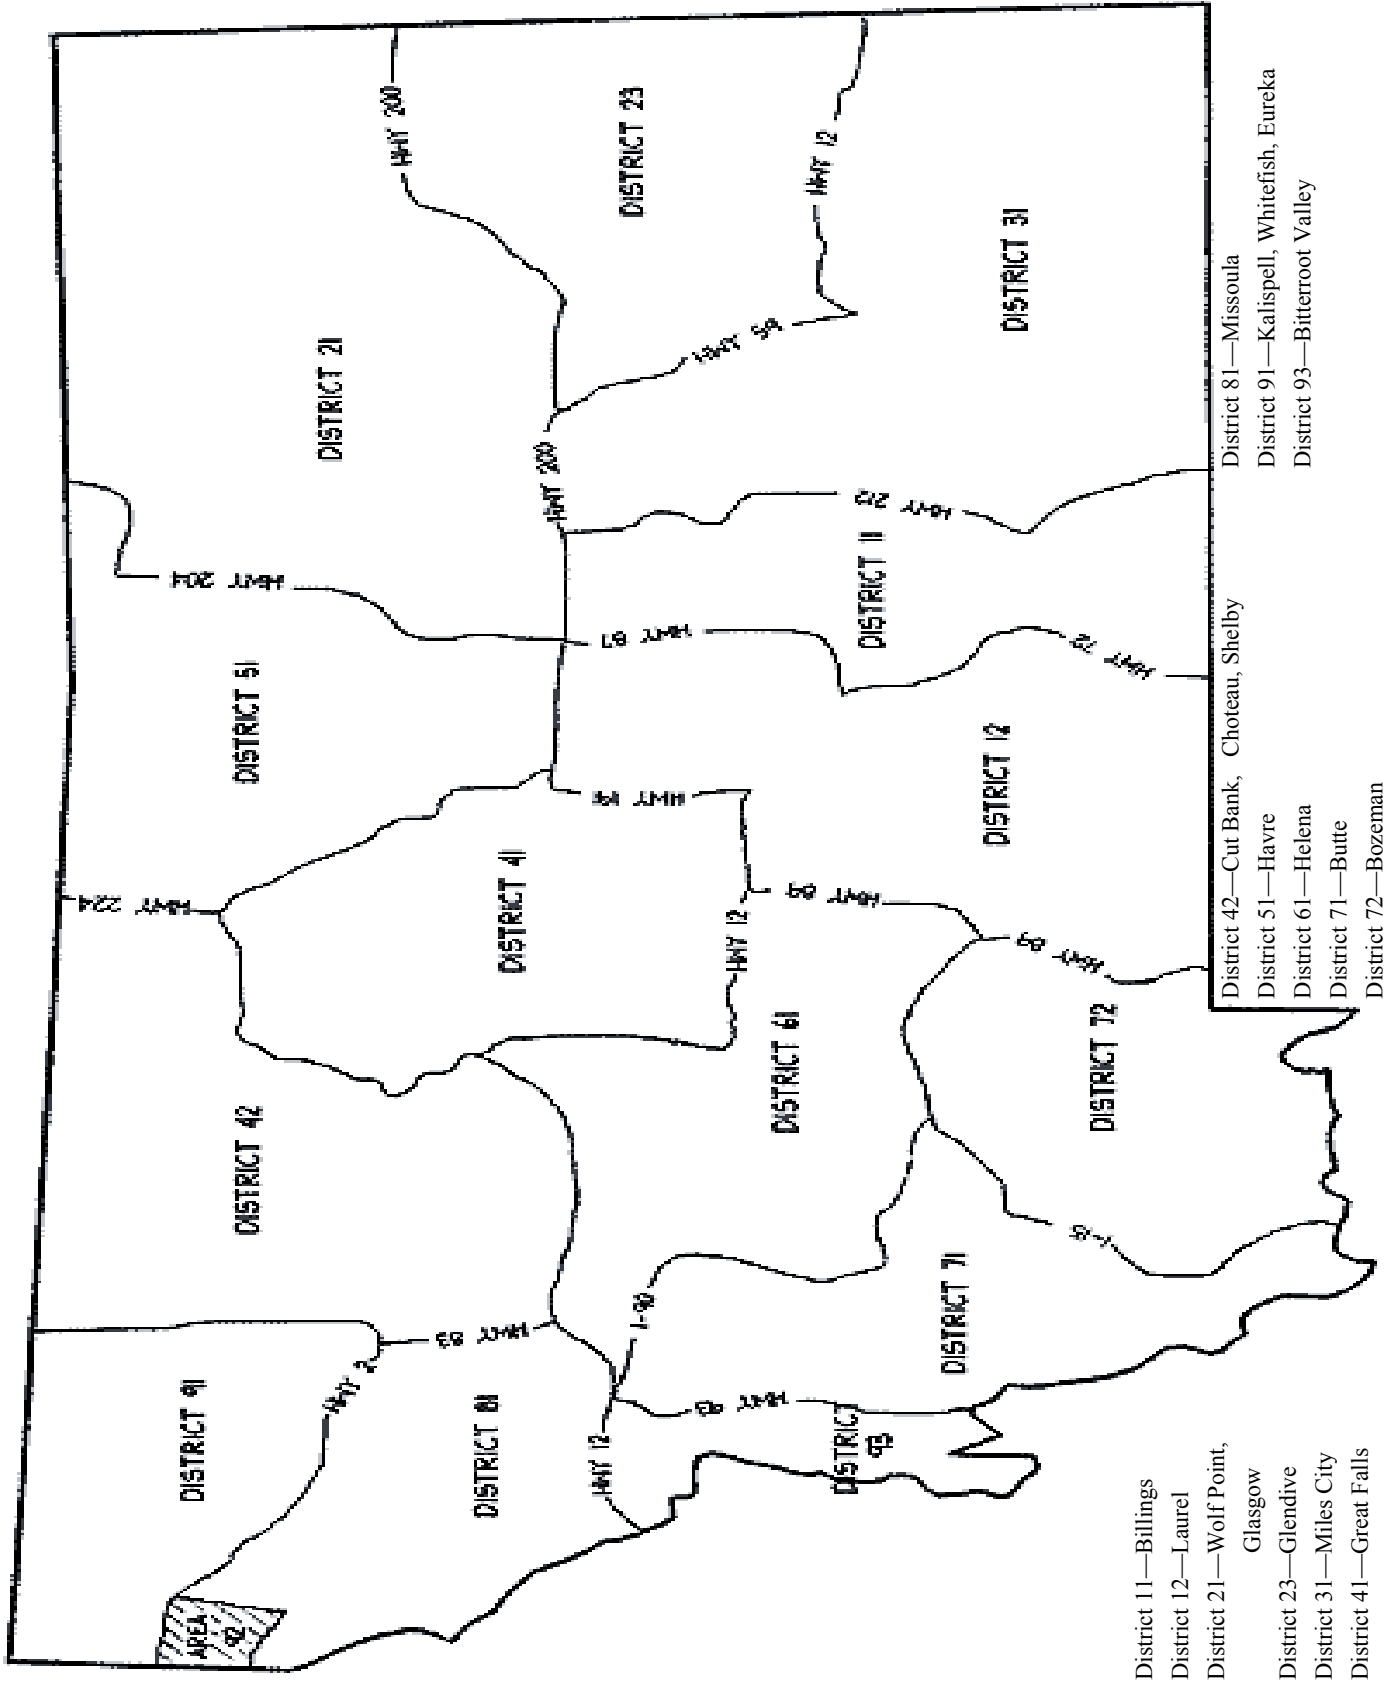 HWY 224
HWY 204
DISTRICT 91
HWY 2
AREA
92
HWY 83
DISTRICT 42
DISTRICT 51
DISTRICT 21
HWY 200
DISTRICT 81
DISTRICT 41
HWY 200
DISTRICT 23
HWY 12
I-90
HWY 191
HWY 87
HWY 59
HWY 93
DISTRICT 61
HWY 12
HWY 89
HWY 212
HWY 12
DISTRICT
93
DISTRICT 71
DISTRICT 12
DISTRICT 11
DISTRICT 31
I-15
DISTRICT 72
HWY 89
HWY 72
District 11—Billings
District 12—Laurel
District 21—Wolf Point,
Glasgow
District 23—Glendive
District 31—Miles City
District 41—Great Falls
District 42—Cut Bank, Choteau, Shelby
District 51—Havre
District 61—Helena
District 71—Butte
District 72—Bozeman
District 81—Missoula
District 91—Kalispell, Whitefish, Eureka
District 93—Bitterroot Valley